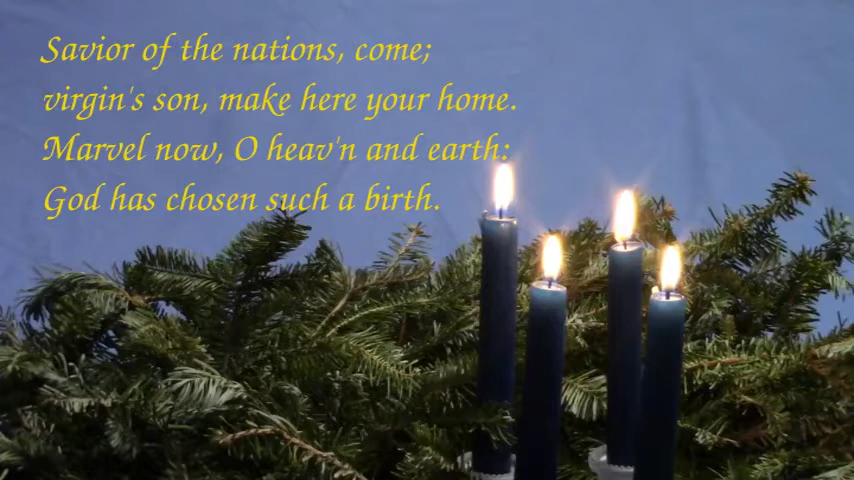 Savior of the nations, come;
virgin's son, make here your home.
Marvel now, O heav'n and earth:
God has chosen such a birth.